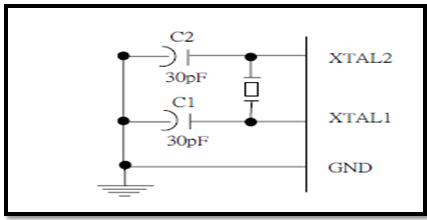 C2
XTAL2
30pF
C1
XTAL1
30pF
GND